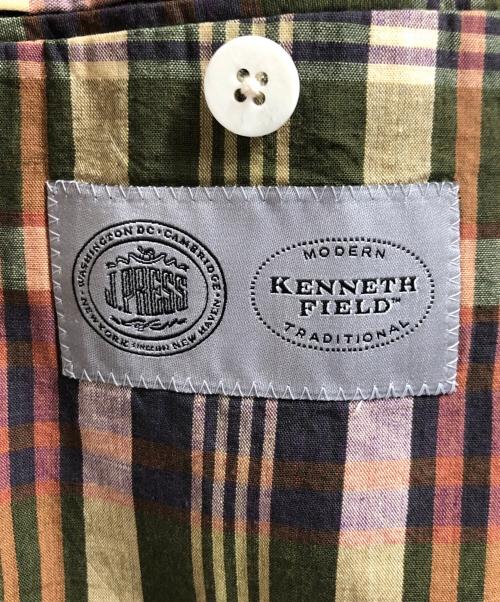 WASHINGTON DC • CAMBRIDGE
J. PRESS
NEW YORK SINCE 1902 NEW HAVEN
MODERN
KENNETH
FIELD™
TRADITIONAL